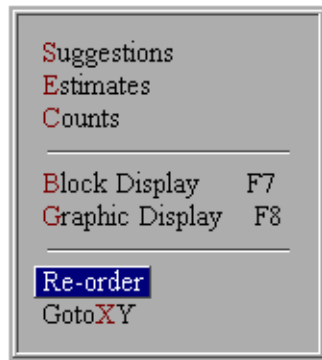 Suggestions
Estimates
Counts
Block Display F7
Graphic Display F8
Re-order
GotoXY